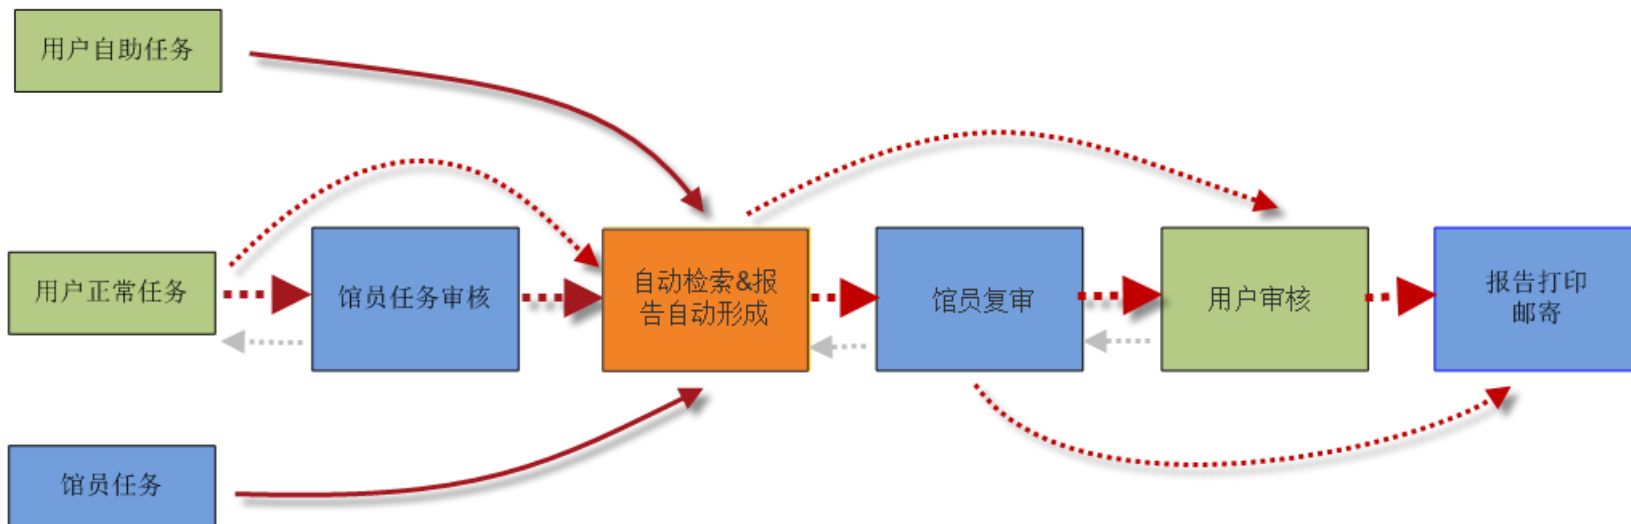 用户自助任务
用户正常任务
馆员任务审核
自动检索&报
告自动形成
馆员复审
用户审核
报告打印
邮寄
馆员任务